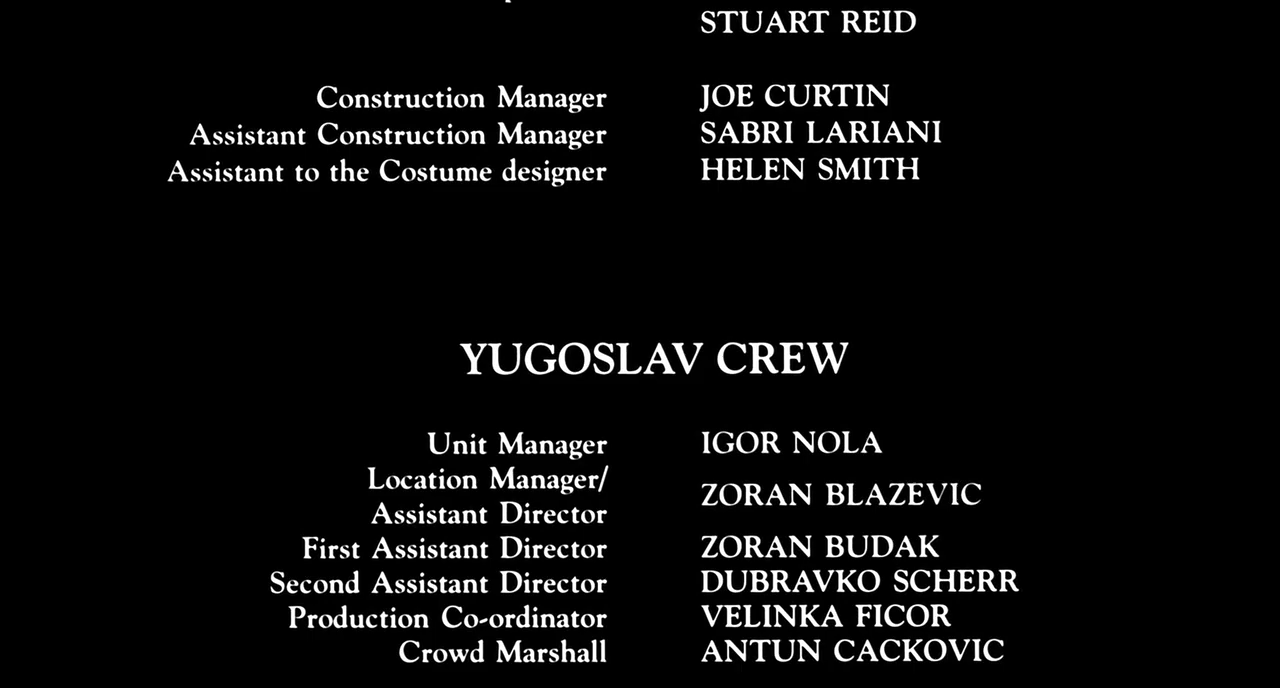 STUART REID
Construction Manager JOE CURTIN
Assistant Construction Manager SABRI LARIANI
Assistant to the Costume designer HELEN SMITH
YUGOSLAV CREW
Unit Manager IGOR NOLA
Location Manager/
Assistant Director ZORAN BLAZEVIC
First Assistant Director ZORAN BUDAK
Second Assistant Director DUBRAVKO SCHERR
Production Co-ordinator VELINKA FICOR
Crowd Marshall ANTUN CACKOVIC